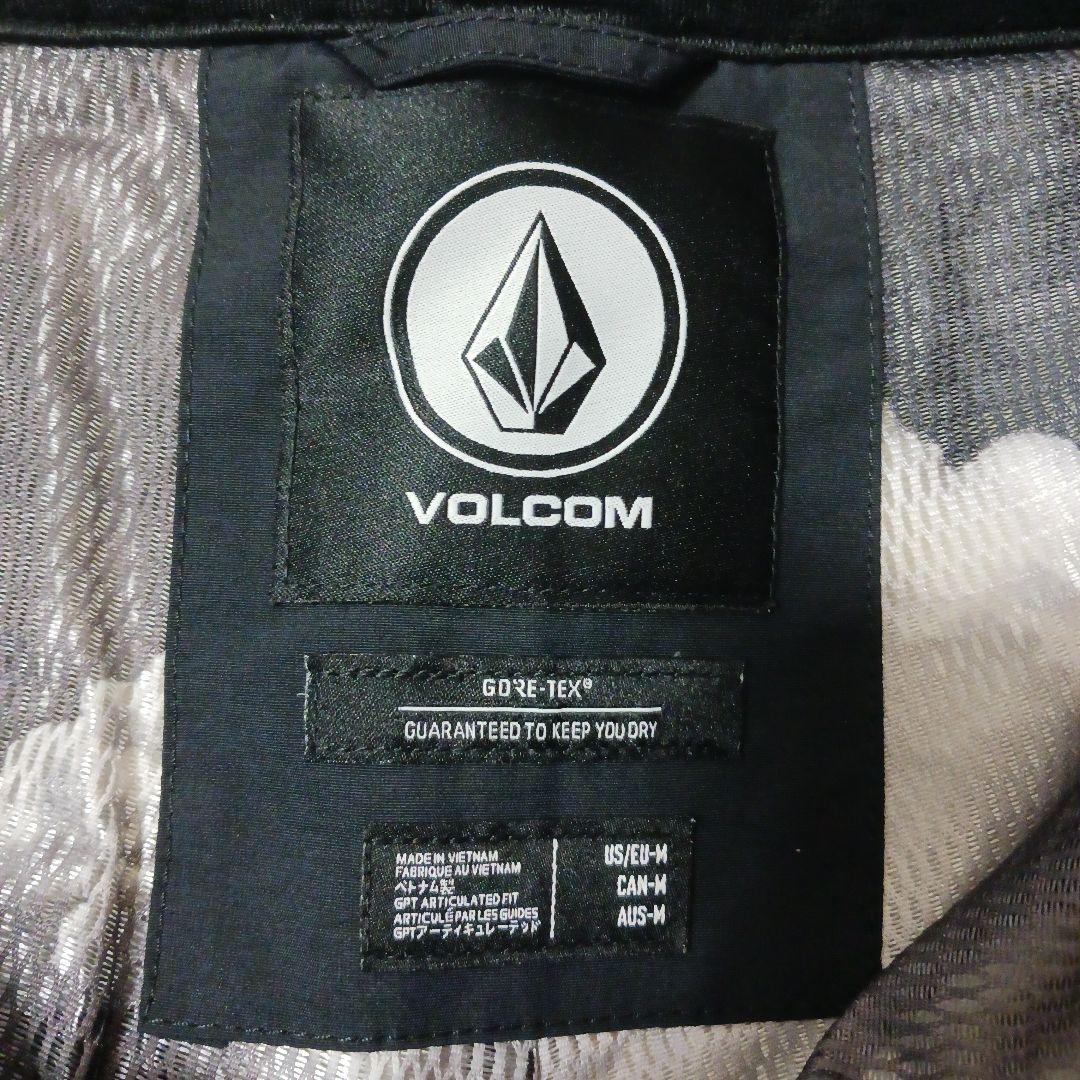 VOLCOM
GORE-TEX®
GUARANTEED TO KEEP YOU DRY
MADE IN VIETNAM
FABRIQUE AU VIETNAM
ベトナム製
GPT ARTICULATED FIT
ARTICULÉ PAR LES GUIDES
GPTアーティキュレーテッド
US/EU-M
CAN-M
AUS-M